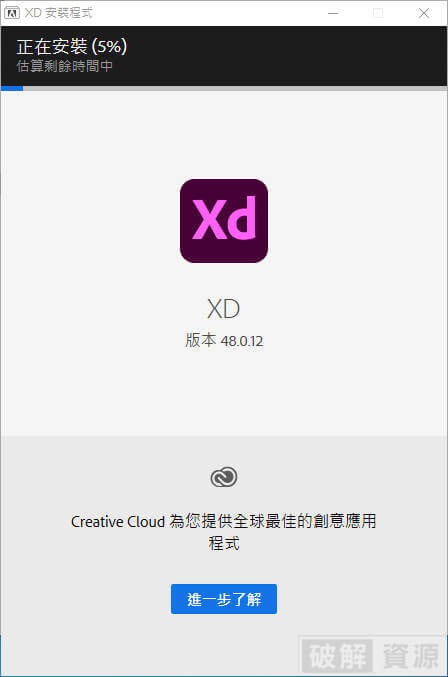 XD 安裝程式
正在安裝 (5%)
估算剩餘時間中
Xd
XD
版本 48.0.12
Creative Cloud 為您提供全球最佳的創意應用
程式
進一步了解
破解 資源